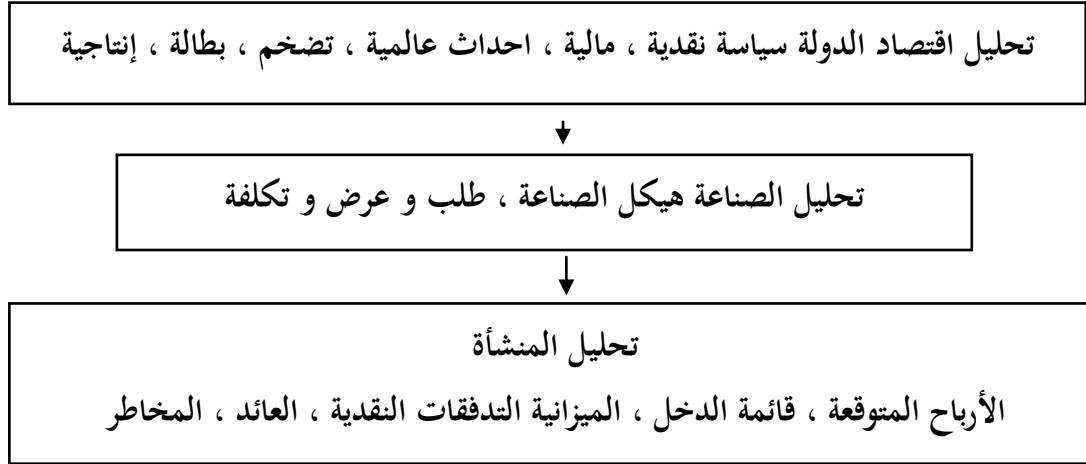 تحليل اقتصاد الدولة سياسة نقدية ، مالية ، احداث عالمية ، تضخم ، بطالة ، إنتاجية
تحليل الصناعة هيكل الصناعة ، طلب و عرض و تكلفة
تحليل المنشأة
الأرباح المتوقعة ، قائمة الدخل ، الميزانية التدفقات النقدية ، العائد ، المخاطر